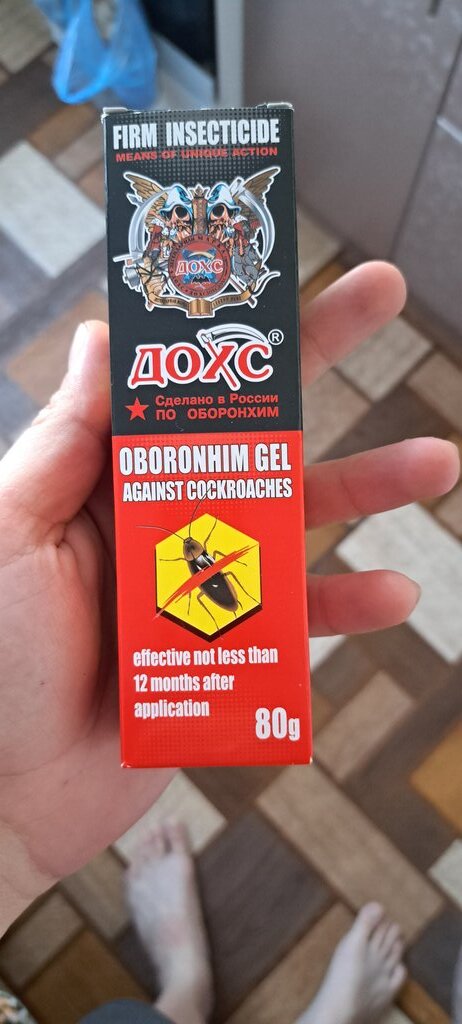 FIRM INSECTICIDE
MEANS OF UNIQUE ACTION
ДОХС
ДОХС®
Сделано в России
ПО ОБОРОНХИМ
OBORONHIM GEL
AGAINST COCKROACHES
effective not less than
12 months after
application
80g